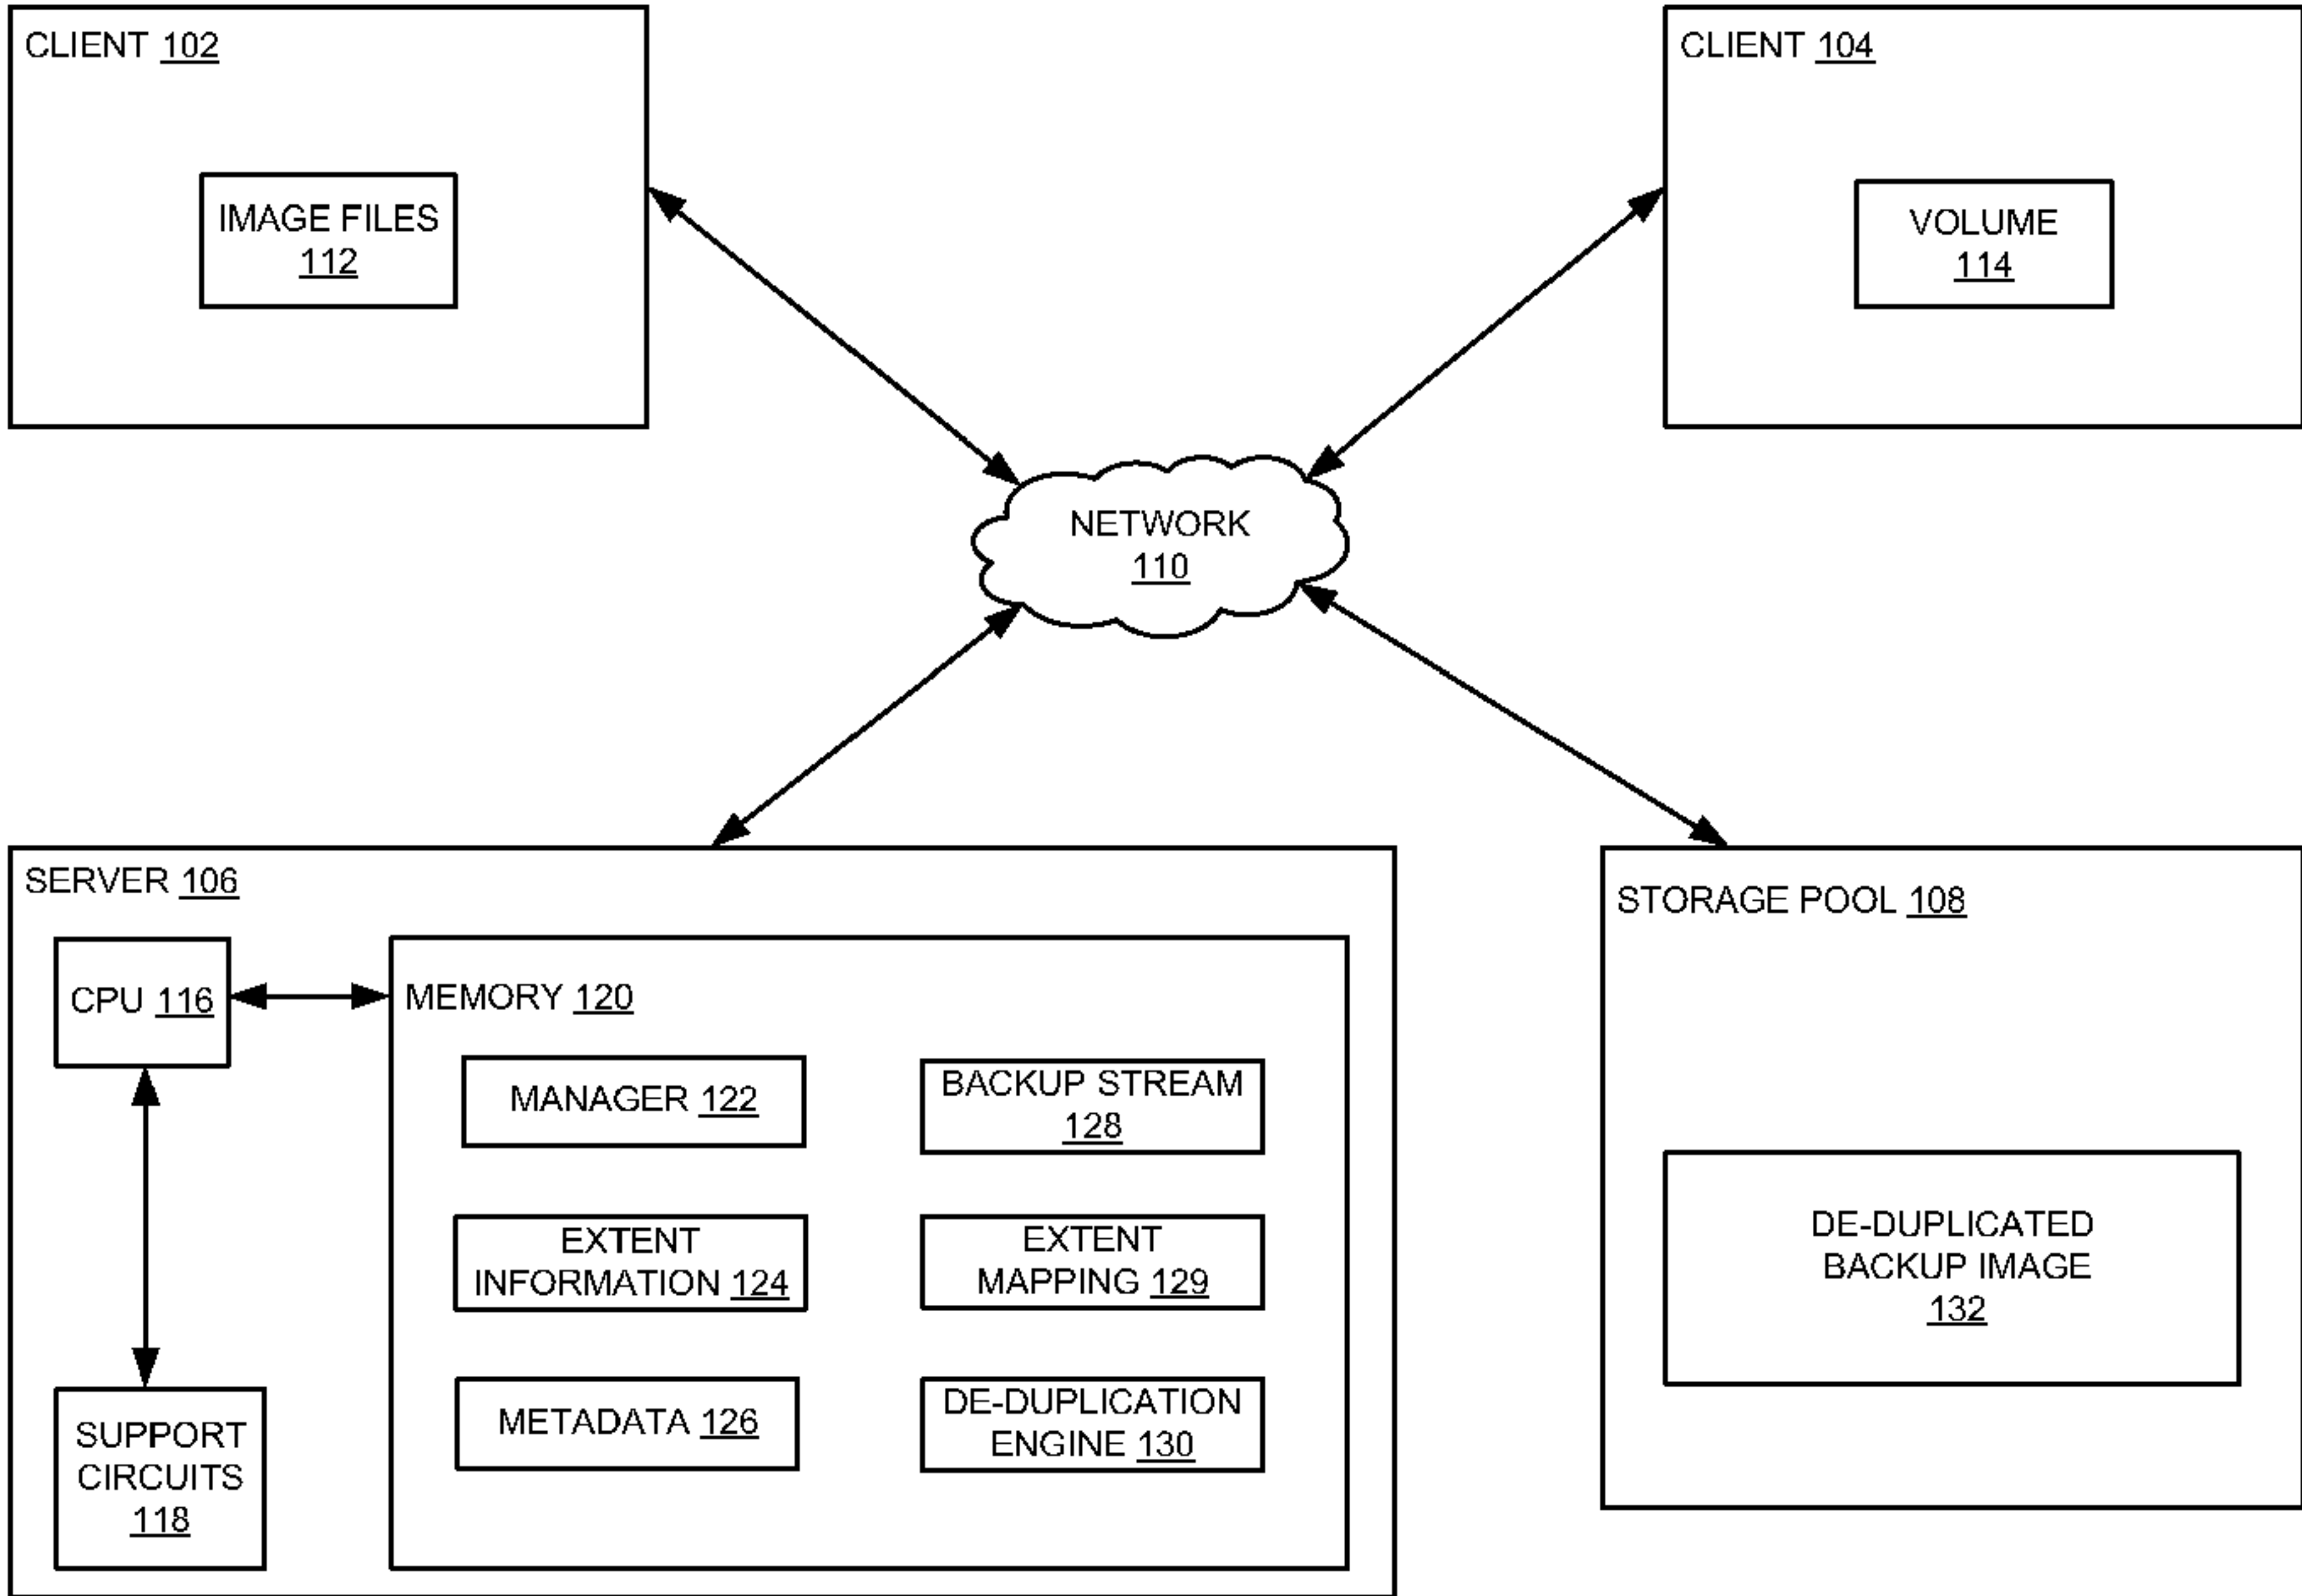 CLIENT 102
IMAGE FILES
112
CLIENT 104
VOLUME
114
NETWORK
110
SERVER 106
CPU 116
SUPPORT
CIRCUITS
118
MEMORY 120
MANAGER 122
BACKUP STREAM
128
EXTENT
INFORMATION 124
EXTENT
MAPPING 129
METADATA 126
DE-DUPLICATION
ENGINE 130
STORAGE POOL 108
DE-DUPLICATED
BACKUP IMAGE
132